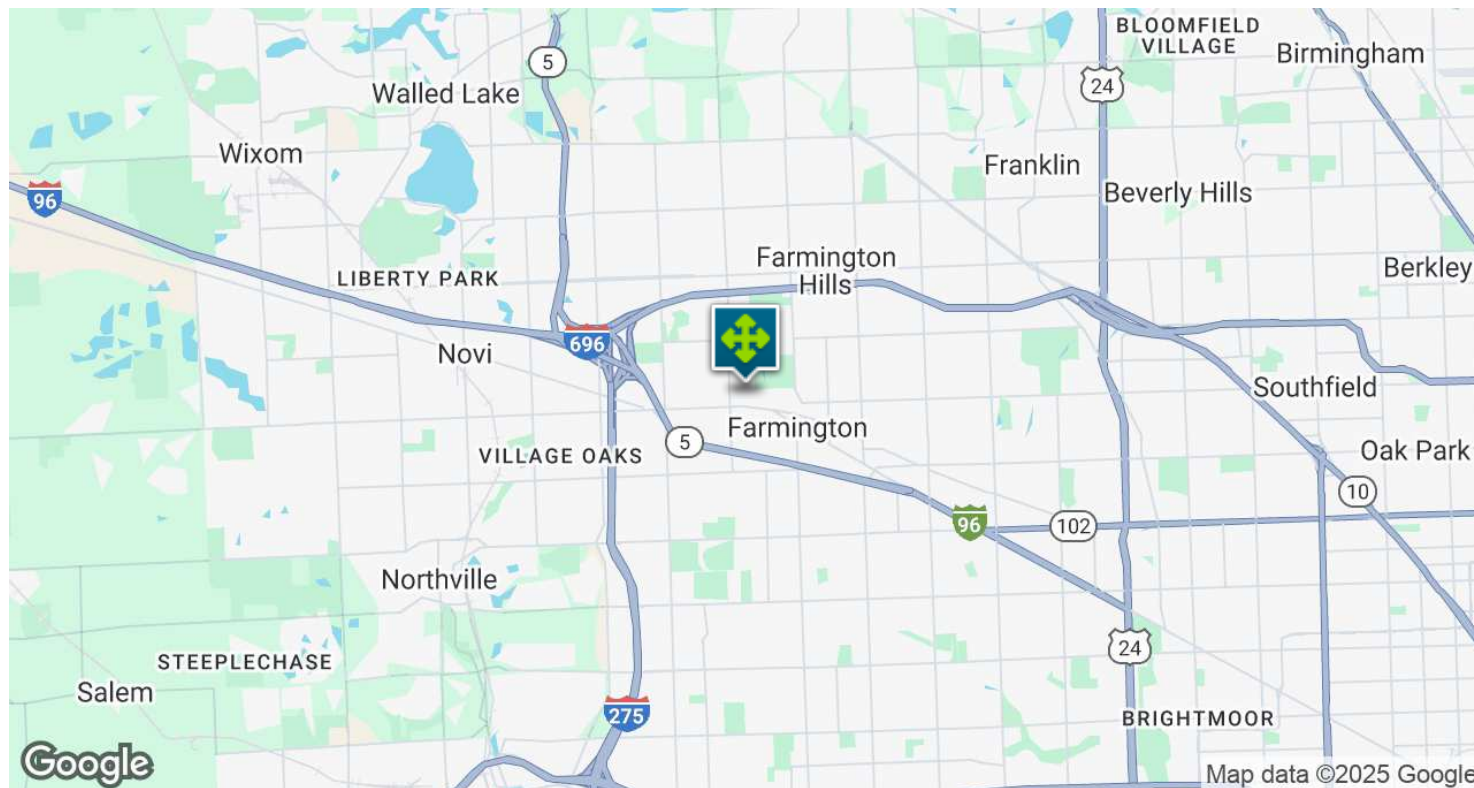 BLOOMFIELD
VILLAGE
Birmingham
5
24
Walled Lake
Wixom
Franklin
Beverly Hills
96
Farmington
Hills
Berkley
LIBERTY PARK
696
Novi
Southfield
Farmington
5
VILLAGE OAKS
Oak Park
10
96
102
Northville
24
STEEPLECHASE
Salem
275
BRIGHTMOOR
Google
Map data ©2025 Google